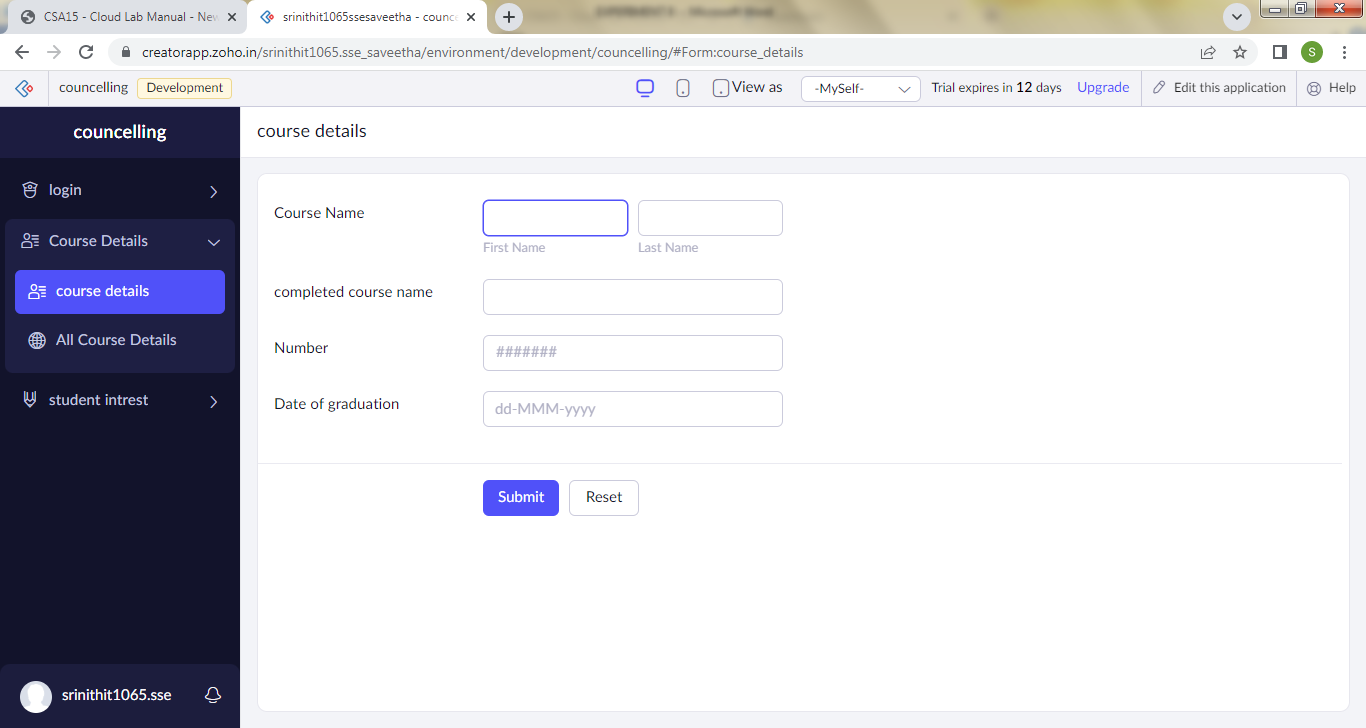 CSA15 - Cloud Lab Manual - New
srinithit1065ssesaveetha - counc
creatorapp.zoho.in/srinithit1065.sse_saveetha/environment/development/councelling/#Form:course_details
S
councelling
Development
View as
-MySelf-
Trial expires in 12 days
Upgrade
Edit this application
Help
councelling
login
Course Details
course details
All Course Details
student intrest
srinithit1065.sse
course details
Course Name
First Name
Last Name
completed course name
Number
#######
Date of graduation
dd-MMM-yyyy
Submit
Reset